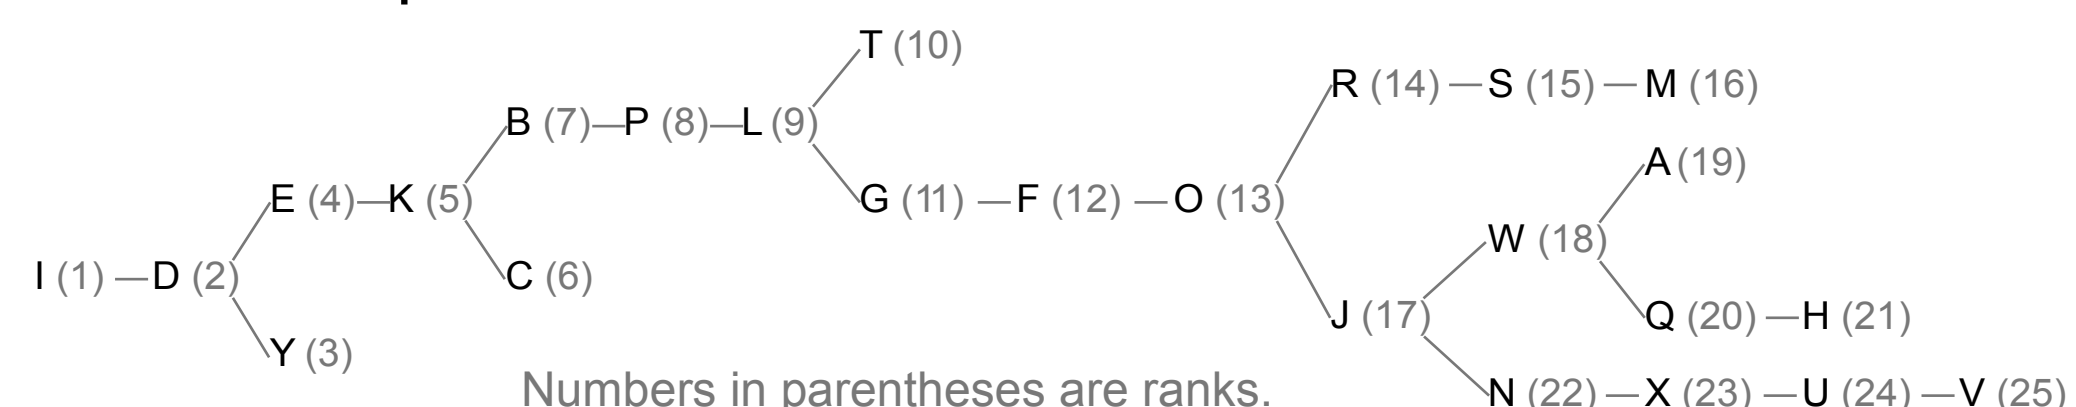 T (10)
R (14) S (15) M (16)
B (7) P (8) L (9)
A (19)
E (4) K (5) G (11) F (12) O (13)
W (18)
I (1) D (2) C (6)
J (17) Q (20) H (21)
Y (3)
Numbers in parentheses are ranks.
N (22) X (23) U (24) V (25)